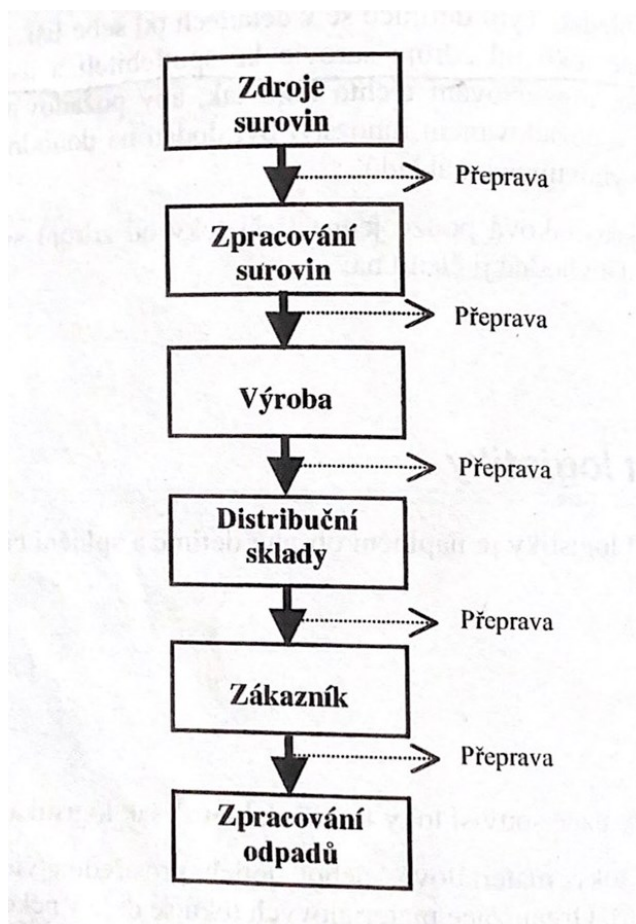 Zdroje
surovin
Přeprava
Zpracování
surovin
Přeprava
Výroba
Přeprava
Distribuční
sklady
Přeprava
Zákazník
Přeprava
Zpracování
odpadů